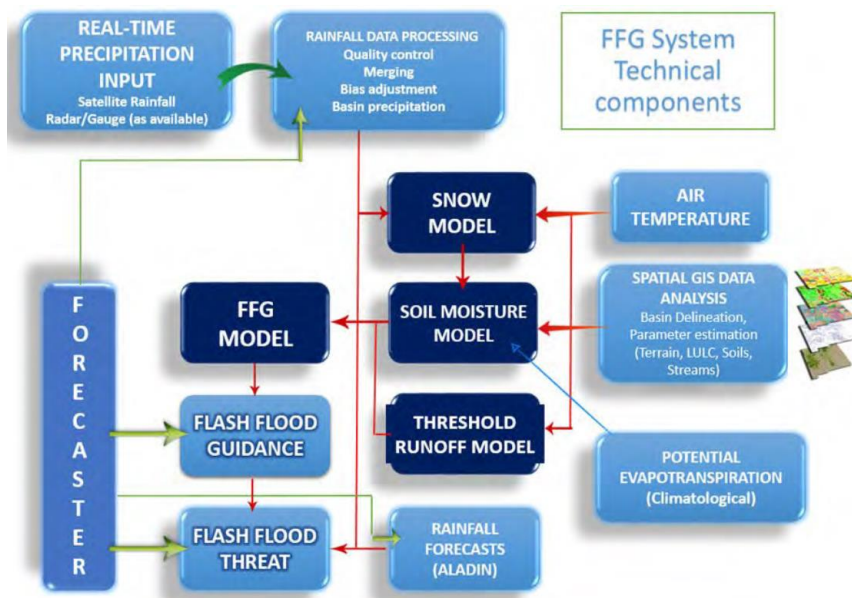 REAL-TIME
PRECIPITATION
INPUT
Satellite Rainfall
Radar/Gauge (as available)
RAINFALL DATA PROCESSING
Quality control
Merging
Bias adjustment
Basin precipitation
FFG System
Technical
components
SNOW
MODEL
AIR
TEMPERATURE
FORECASTER
FFG
MODEL
SOIL MOISTURE
MODEL
SPATIAL GIS DATA
ANALYSIS
Basin Delineation,
Parameter estimation
(Terrain, LULC, Soils,
Streams)
FLASH FLOOD
GUIDANCE
THRESHOLD
RUNOFF MODEL
POTENTIAL
EVAPOTRANSPIRATION
(Climatological)
FLASH FLOOD
THREAT
RAINFALL
FORECASTS
(ALADIN)